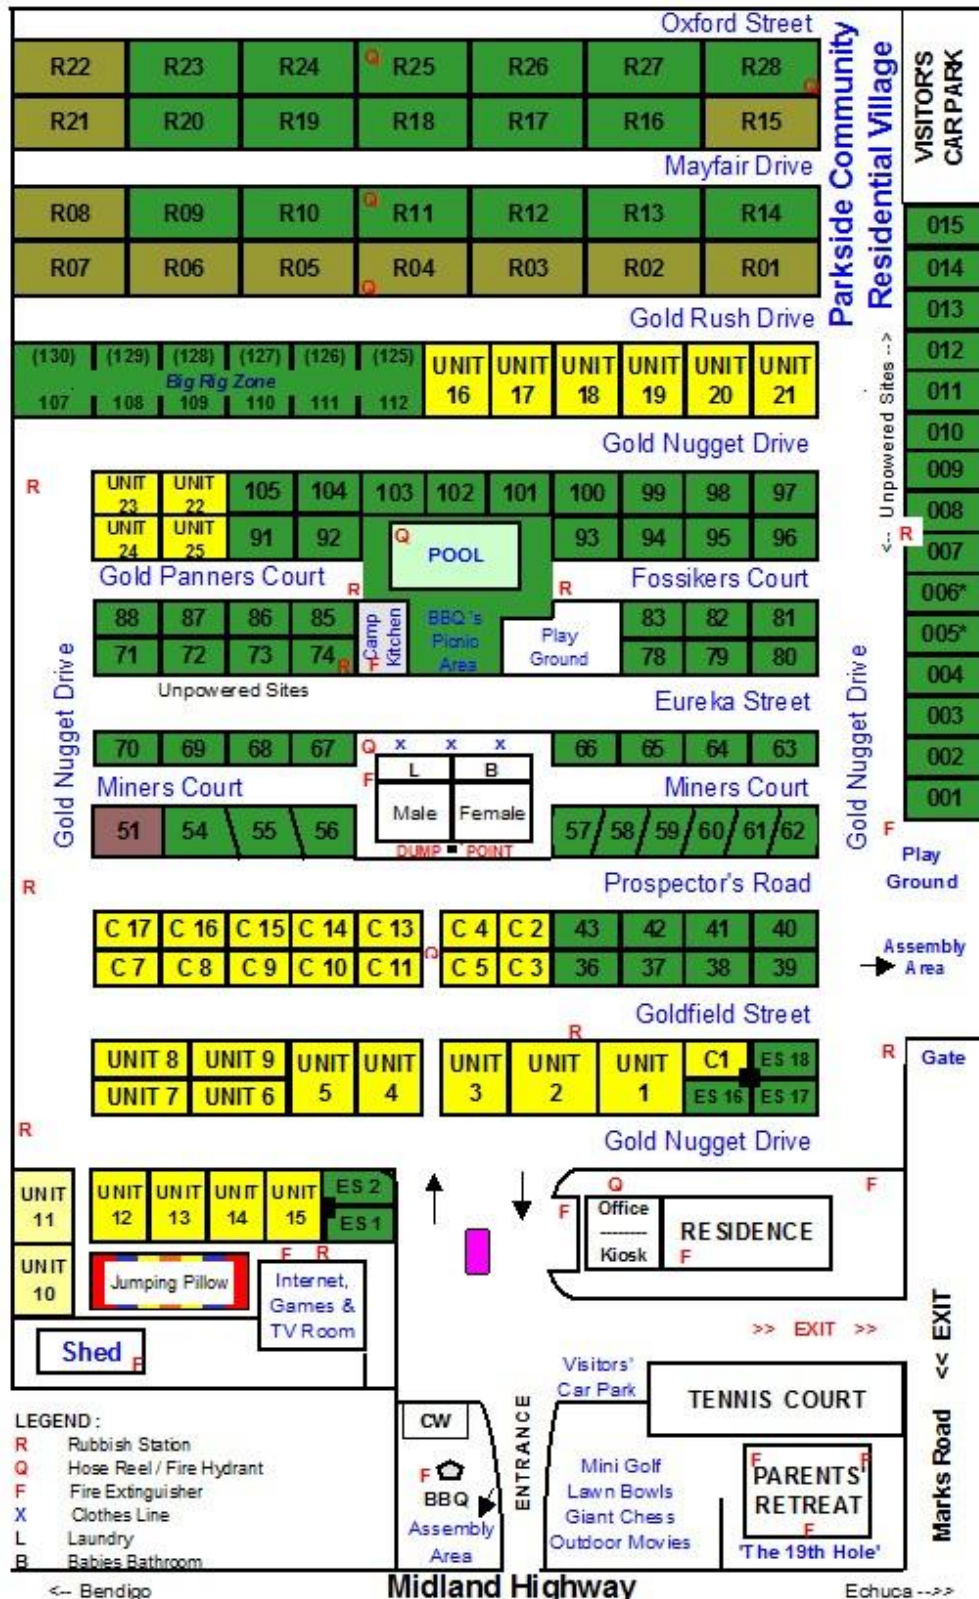 Oxford Street
R22 R23 R24 Q R25 R26 R27 R28 Q
R21 R20 R19 R18 R17 R16 R15
Mayfair Drive
R08 R09 R10 Q R11 R12 R13 R14
R07 R06 R05 Q R04 R03 R02 R01
Gold Rush Drive
Parkside Community
Residential Village
VISITOR'S
CAR PARK
(130) (129) (128) (127) (126) (125)
Big Rig Zone
107 108 109 110 111 112
UNIT 16 UNIT 17 UNIT 18 UNIT 19 UNIT 20 UNIT 21
Gold Nugget Drive
<-- Unpowered Sites -->
015
014
013
012
011
010
009
008
R
007
006*
005*
004
003
002
001
R
UNIT 23 UNIT 22 105 104 103 102 101 100 99 98 97
UNIT 24 UNIT 25 91 92 Q POOL 93 94 95 96
Gold Panners Court R R Fossikers Court
88 87 86 85 83 82 81
71 72 73 74 R 78 79 80
Camp
Kitchen
F
BBQ's
Picnic
Area
Play
Ground
Unpowered Sites
Eureka Street
Gold Nugget Drive
Gold Nugget Drive
70 69 68 67 Q X X X 66 65 64 63
Miners Court F L B Miners Court
Male Female
51 54 55 56 57 58 59 60 61 62
DUMP POINT
F
Play
Ground
R
Prospector's Road
C 17 C 16 C 15 C 14 C 13 C 4 C 2 43 42 41 40
C 7 C 8 C 9 C 10 C 11 Q C 5 C 3 36 37 38 39
Assembly
Area
Goldfield Street
R
R
Gate
UNIT 8 UNIT 9 UNIT 5 UNIT 4 UNIT 3 UNIT 2 UNIT 1 C1 ES 18
UNIT 7 UNIT 6 ES 16 ES 17
R
Gold Nugget Drive
UNIT 11 UNIT 12 UNIT 13 UNIT 14 UNIT 15 ES 2
ES 1
UNIT 10
Jumping Pillow
F R
Internet,
Games &
TV Room
Q F
F
Office
--------
Kiosk
RESIDENCE
F
Shed F
>> EXIT >>
Visitors'
Car Park
TENNIS COURT
Marks Road << EXIT
CW
F
BBQ
Assembly
Area
ENTRANCE
Mini Golf
Lawn Bowls
Giant Chess
Outdoor Movies
F F
PARENTS'
RETREAT
F
'The 19th Hole'
LEGEND :
R Rubbish Station
Q Hose Reel / Fire Hydrant
F Fire Extinguisher
X Clothes Line
L Laundry
B Babies Bathroom
<-- Bendigo Midland Highway Echuca -->>